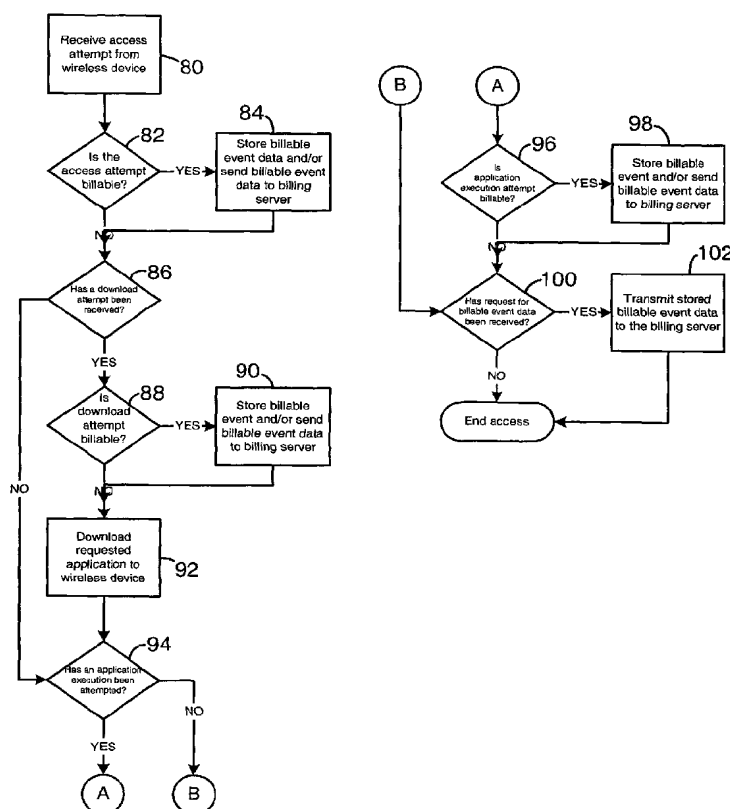 Receive access
attempt from
wireless device
80
82
Is the
access attempt
billable?
YES
84
Store billable
event data and/or
send billable event
data to billing server
NO
86
Has a download
attempt been
received?
YES
88
Is
download
attempt
billable?
YES
90
Store billable
event and/or send
billable event data
to billing server
NO
NO
Download
requested
application to
wireless device
92
94
Has an application
execution been
attempted?
NO
YES
A
B
B
A
96
Is
application
execution attempt
billable?
YES
98
Store billable
event and/or send
billable event data
to billing server
NO
100
Has request for
billable event data
been received?
YES
102
Transmit stored
billable event data
to the billing server
NO
End access